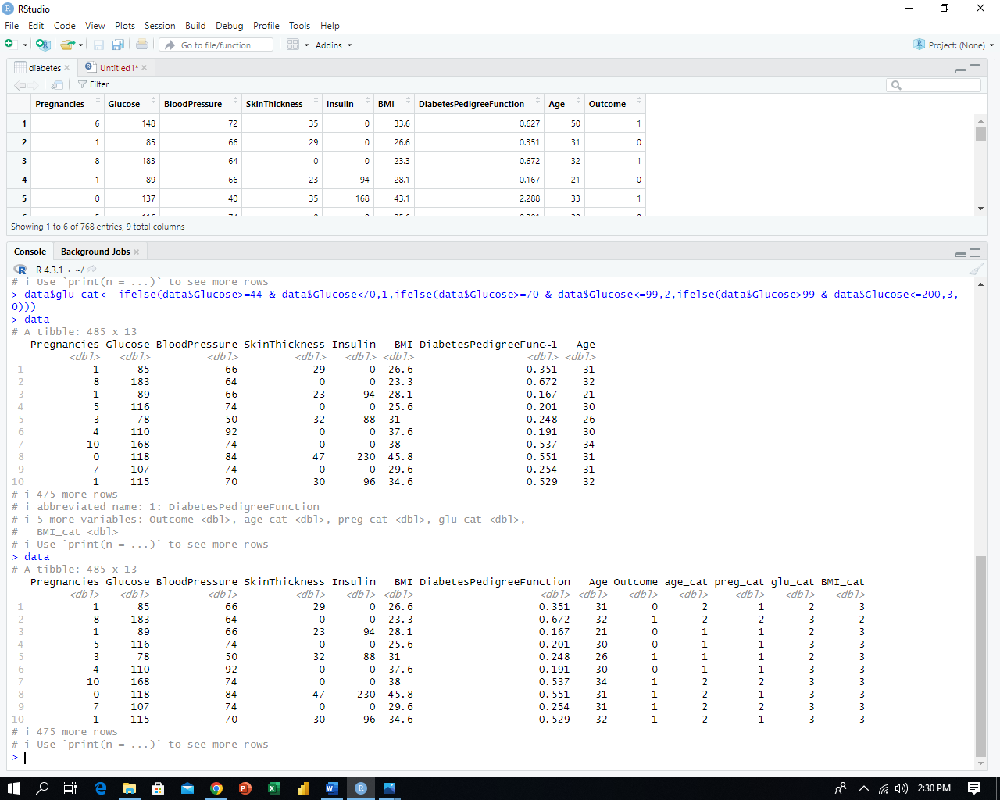 RStudio
File Edit Code View Plots Session Build Debug Profile Tools Help
Go to file/function Addins Project: (None)
diabetes Untitled1*
Filter
Pregnancies Glucose BloodPressure SkinThickness Insulin BMI DiabetesPedigreeFunction Age Outcome
1 6 148 72 35 0 33.6 0.627 50 1
2 1 85 66 29 0 26.6 0.351 31 0
3 8 183 64 0 0 23.3 0.672 32 1
4 1 89 66 23 94 28.1 0.167 21 0
5 0 137 40 35 168 43.1 2.288 33 1
Showing 1 to 6 of 768 entries, 9 total columns
Console Background Jobs
R 4.3.1 · ~/
# i Use `print(n = ...)` to see more rows
> data$glu_cat<- ifelse(data$Glucose>=44 & data$Glucose<70,1,ifelse(data$Glucose>=70 & data$Glucose<=99,2,ifelse(data$Glucose>99 & data$Glucose<=200,3,
0)))
> data
# A tibble: 485 x 13
Pregnancies Glucose BloodPressure SkinThickness Insulin BMI DiabetesPedigreeFunc~1 Age
<dbl> <dbl> <dbl> <dbl> <dbl> <dbl> <dbl> <dbl>
1 1 85 66 29 0 26.6 0.351 31
2 8 183 64 0 0 23.3 0.672 32
3 1 89 66 23 94 28.1 0.167 21
4 5 116 74 0 0 25.6 0.201 30
5 3 78 50 32 88 31 0.248 26
6 4 110 92 0 0 37.6 0.191 30
7 10 168 74 0 0 38 0.537 34
8 0 118 84 47 230 45.8 0.551 31
9 7 107 74 0 0 29.6 0.254 31
10 1 115 70 30 96 34.6 0.529 32
# i 475 more rows
# i abbreviated name: 1: DiabetesPedigreeFunction
# i 5 more variables: Outcome <dbl>, age_cat <dbl>, preg_cat <dbl>, glu_cat <dbl>,
# BMI_cat <dbl>
# i Use `print(n = ...)` to see more rows
> data
# A tibble: 485 x 13
Pregnancies Glucose BloodPressure SkinThickness Insulin BMI DiabetesPedigreeFunction Age Outcome age_cat preg_cat glu_cat BMI_cat
<dbl> <dbl> <dbl> <dbl> <dbl> <dbl> <dbl> <dbl> <dbl> <dbl> <dbl> <dbl> <dbl>
1 1 85 66 29 0 26.6 0.351 31 0 2 1 2 3
2 8 183 64 0 0 23.3 0.672 32 1 2 2 3 2
3 1 89 66 23 94 28.1 0.167 21 0 1 1 2 3
4 5 116 74 0 0 25.6 0.201 30 0 1 1 3 3
5 3 78 50 32 88 31 0.248 26 1 1 1 2 3
6 4 110 92 0 0 37.6 0.191 30 0 1 1 3 3
7 10 168 74 0 0 38 0.537 34 1 2 2 3 3
8 0 118 84 47 230 45.8 0.551 31 1 2 1 3 3
9 7 107 74 0 0 29.6 0.254 31 1 2 2 3 3
10 1 115 70 30 96 34.6 0.529 32 1 2 1 3 3
# i 475 more rows
# i Use `print(n = ...)` to see more rows
>
2:30 PM